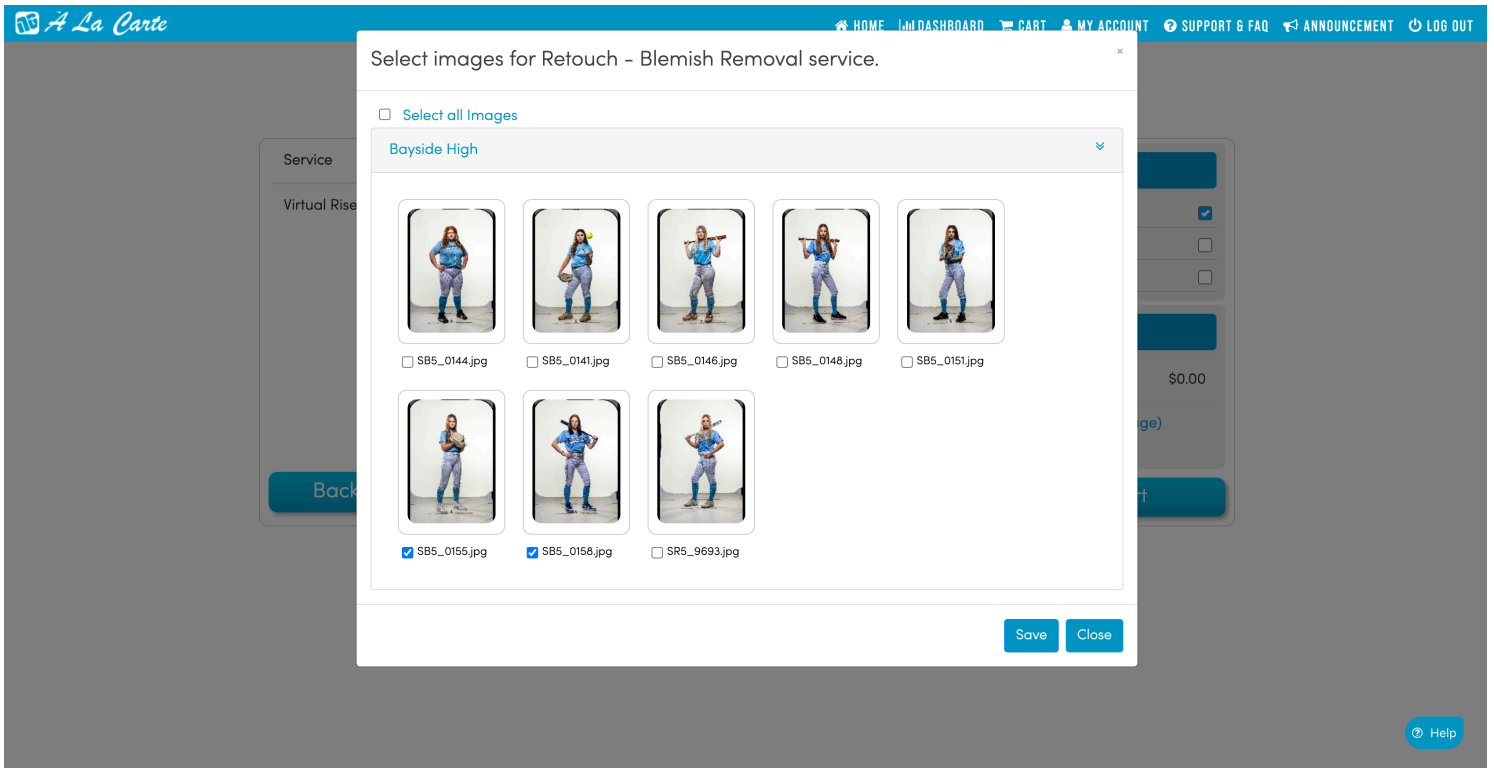 À La Carte
HOME DASHBOARD CART MY ACCOUNT SUPPORT & FAQ ANNOUNCEMENT LOG OUT
Select images for Retouch - Blemish Removal service.
×
Select all Images
Bayside High
Service
Virtual Rise
SB5_0144.jpg SB5_0141.jpg SB5_0146.jpg SB5_0148.jpg SB5_0151.jpg
$0.00
ge)
SB5_0155.jpg SB5_0158.jpg SR5_9693.jpg
Back
rt
Save Close
Help